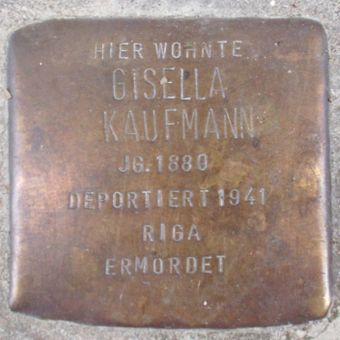 HIER WOHNTE
GISELLA
KAUFMANN
JG. 1880
DEPORTIERT 1941
RIGA
ERMORDET